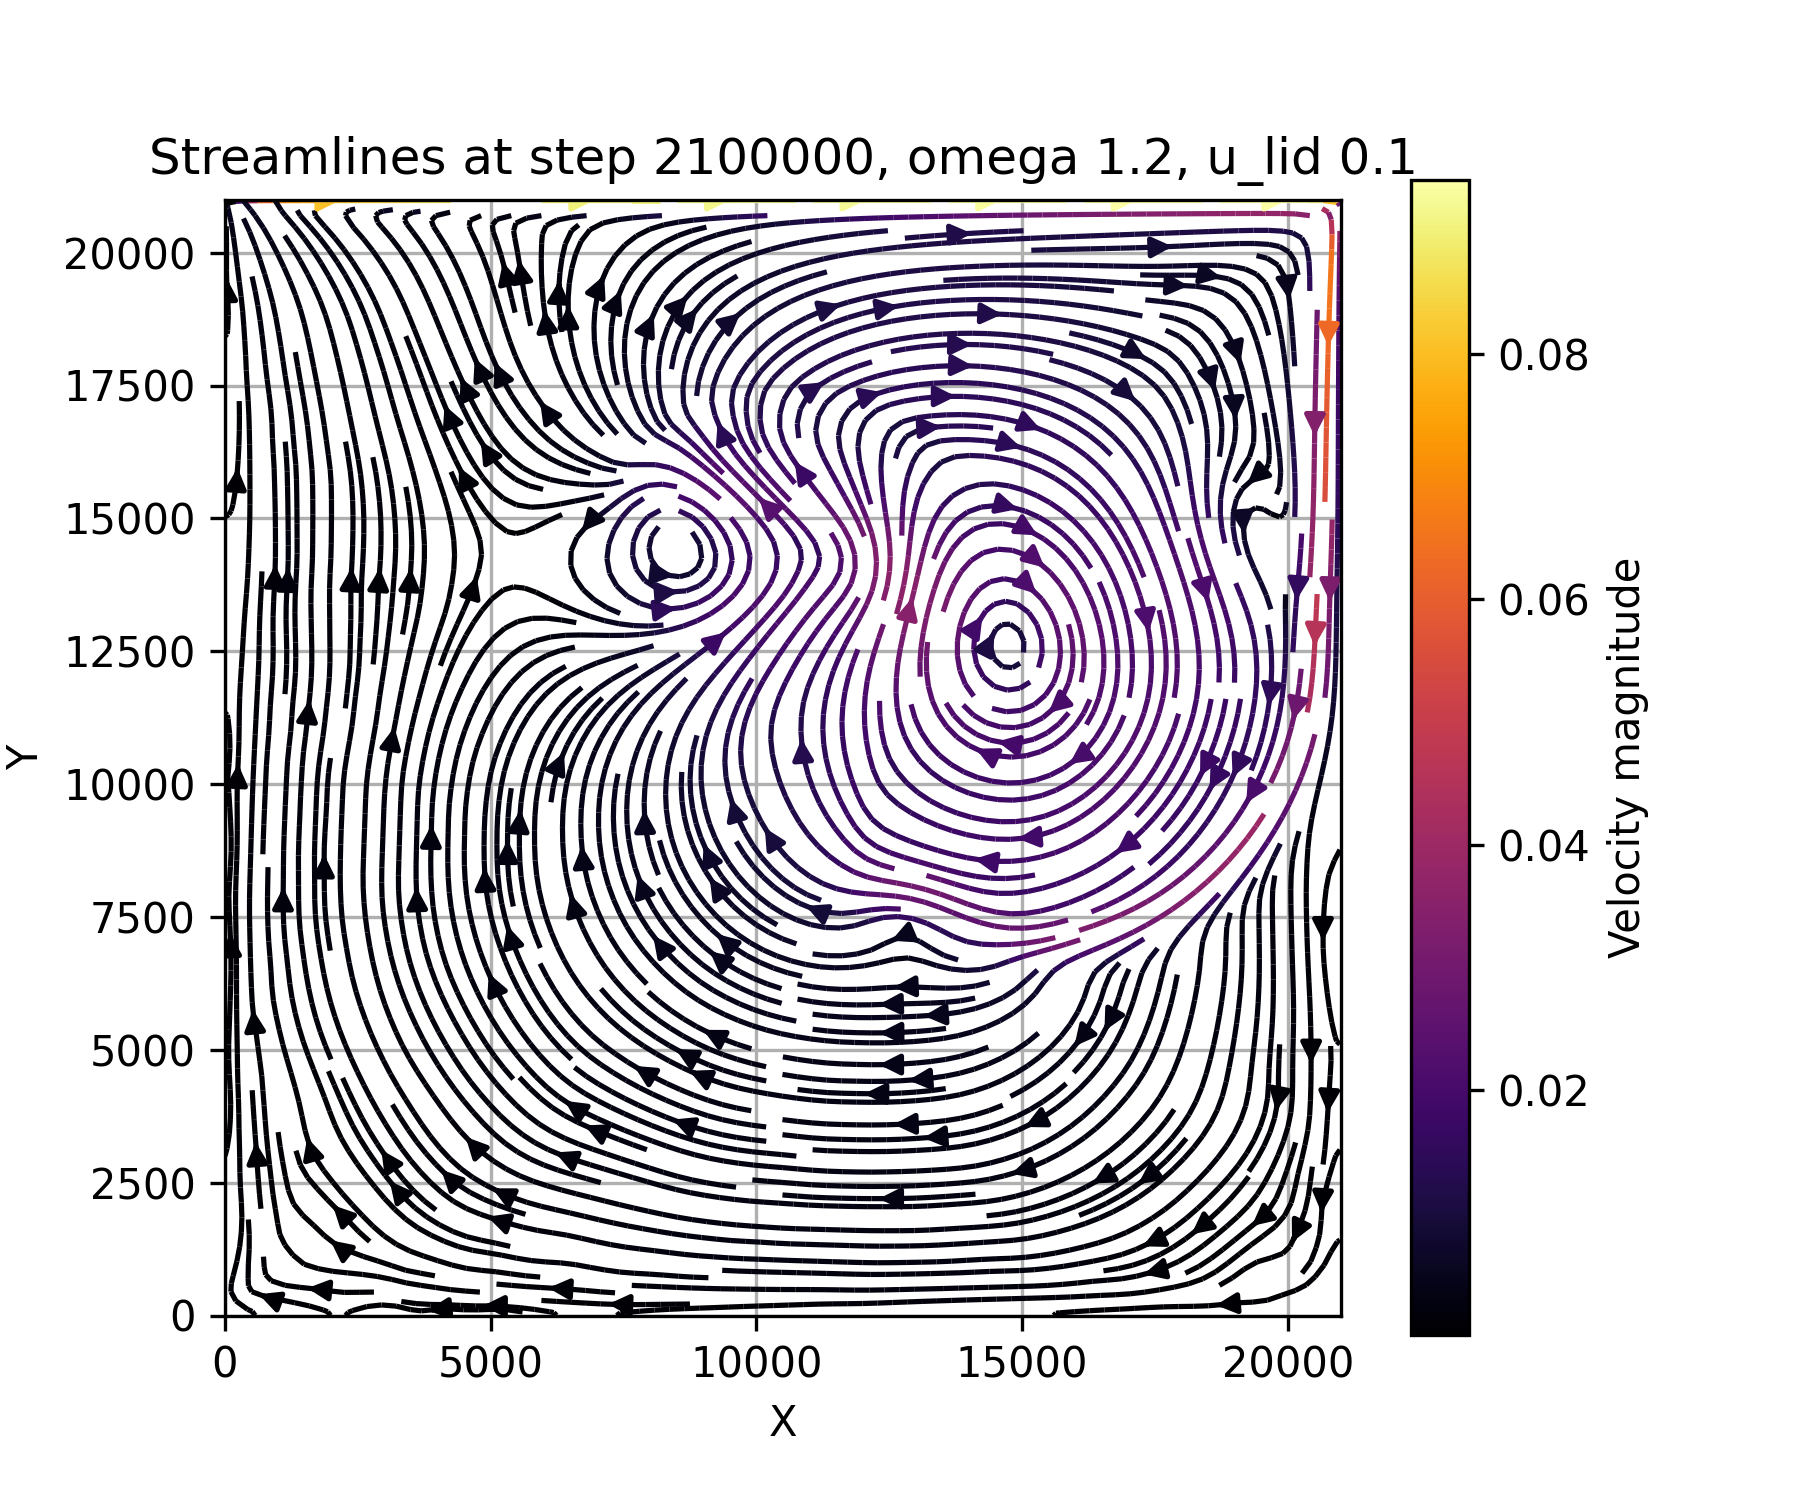 Streamlines at step 2100000, omega 1.2, u_lid 0.1
20000
17500
15000
12500
10000
7500
5000
2500
0
Y
0 5000 10000 15000 20000
X
0.08
0.06
0.04
0.02
Velocity magnitude